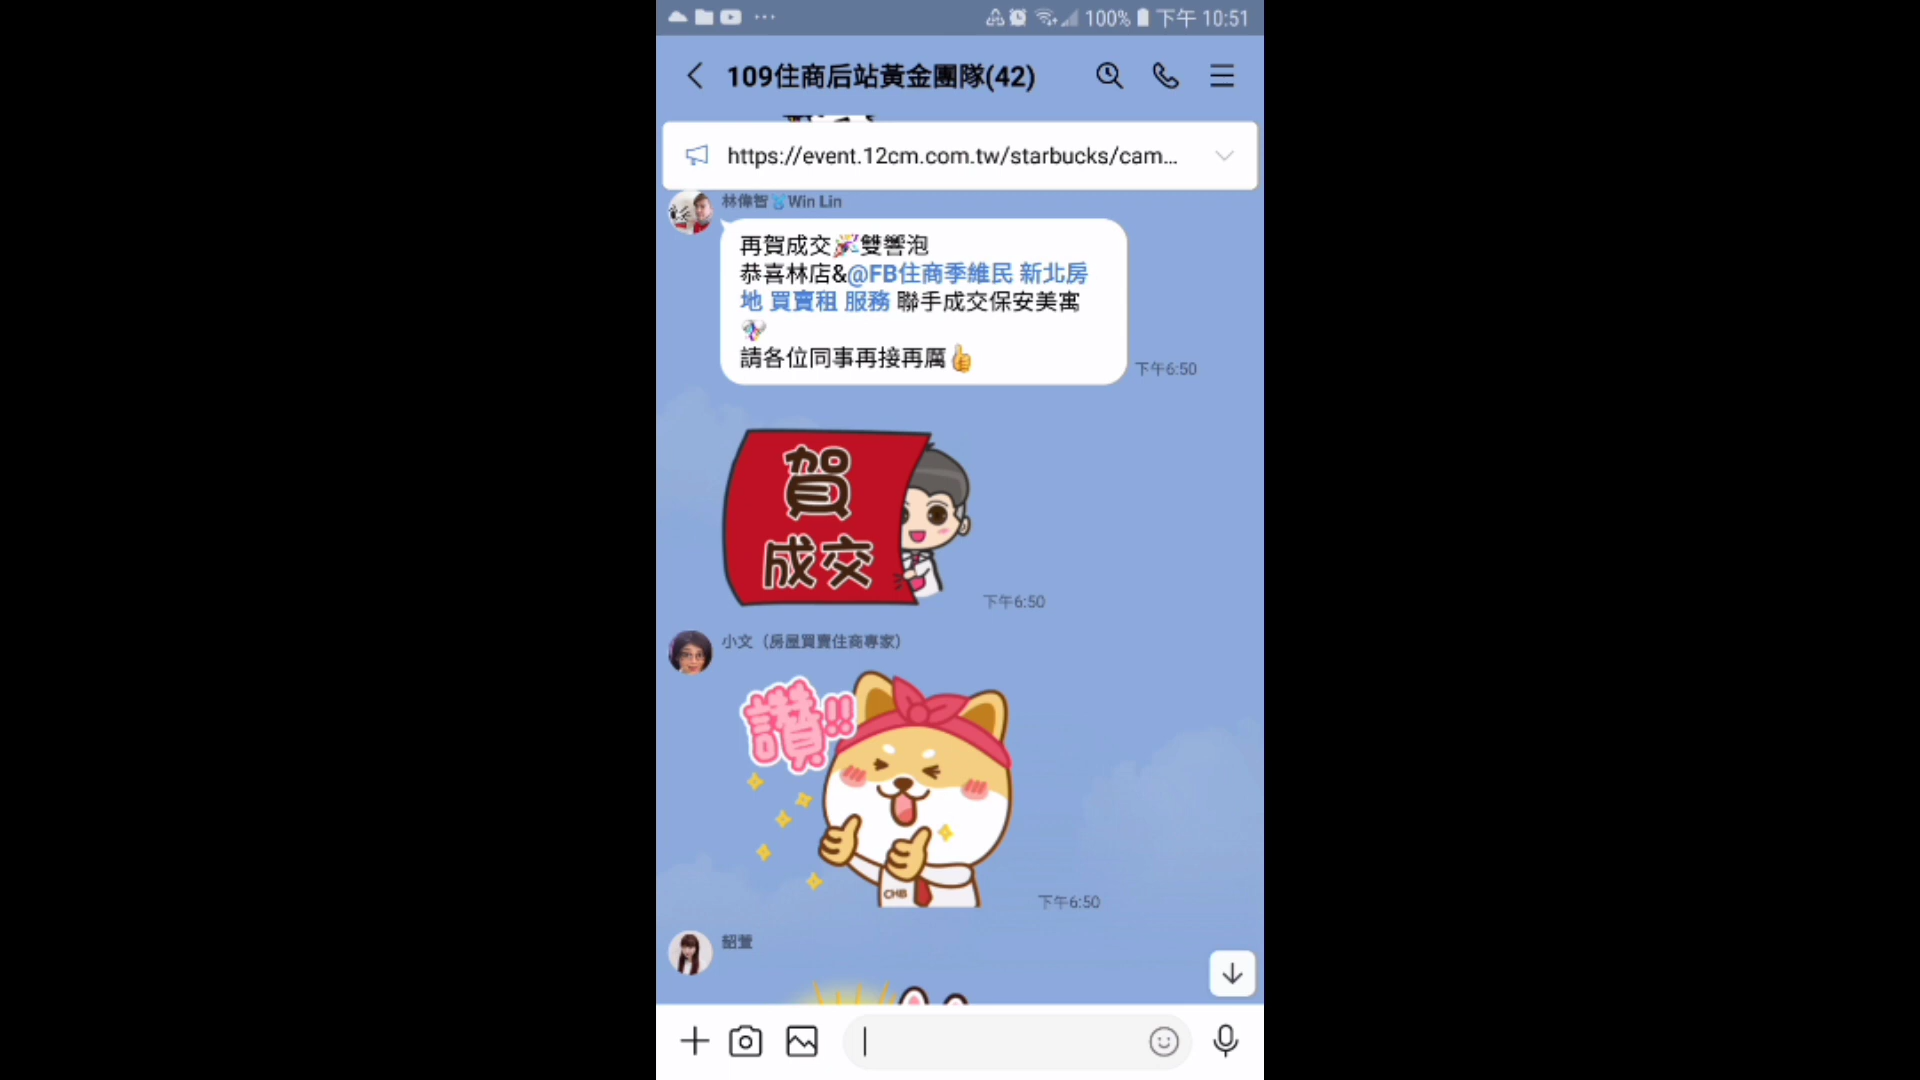 100% 下午 10:51
109住商后站黃金團隊(42)
https://event.12cm.com.tw/starbucks/cam...
林偉智 Win Lin
再賀成交🎉雙響泡
恭喜林店&@FB住商季維民 新北房
地 買賣租 服務 聯手成交保安美寓
🎊
請各位同事再接再厲👍
下午6:50
賀
成交
下午6:50
小文（房屋買賣住商專家）
讚!!
CHB
下午6:50
韶萱